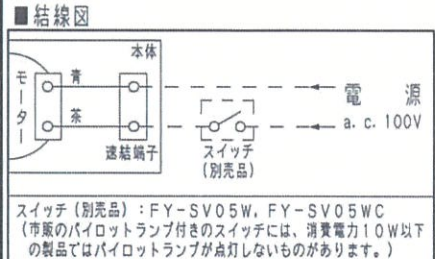 ■結線図
本体
モーター
青
茶
速結端子
スイッチ
(別売品)
電源
a.c.100V
スイッチ(別売品):FY-SV05W,FY-SV05WC
(市販のパイロットランプ付きのスイッチには、消費電力10W以下
の製品ではパイロットランプが点灯しないものがあります。)